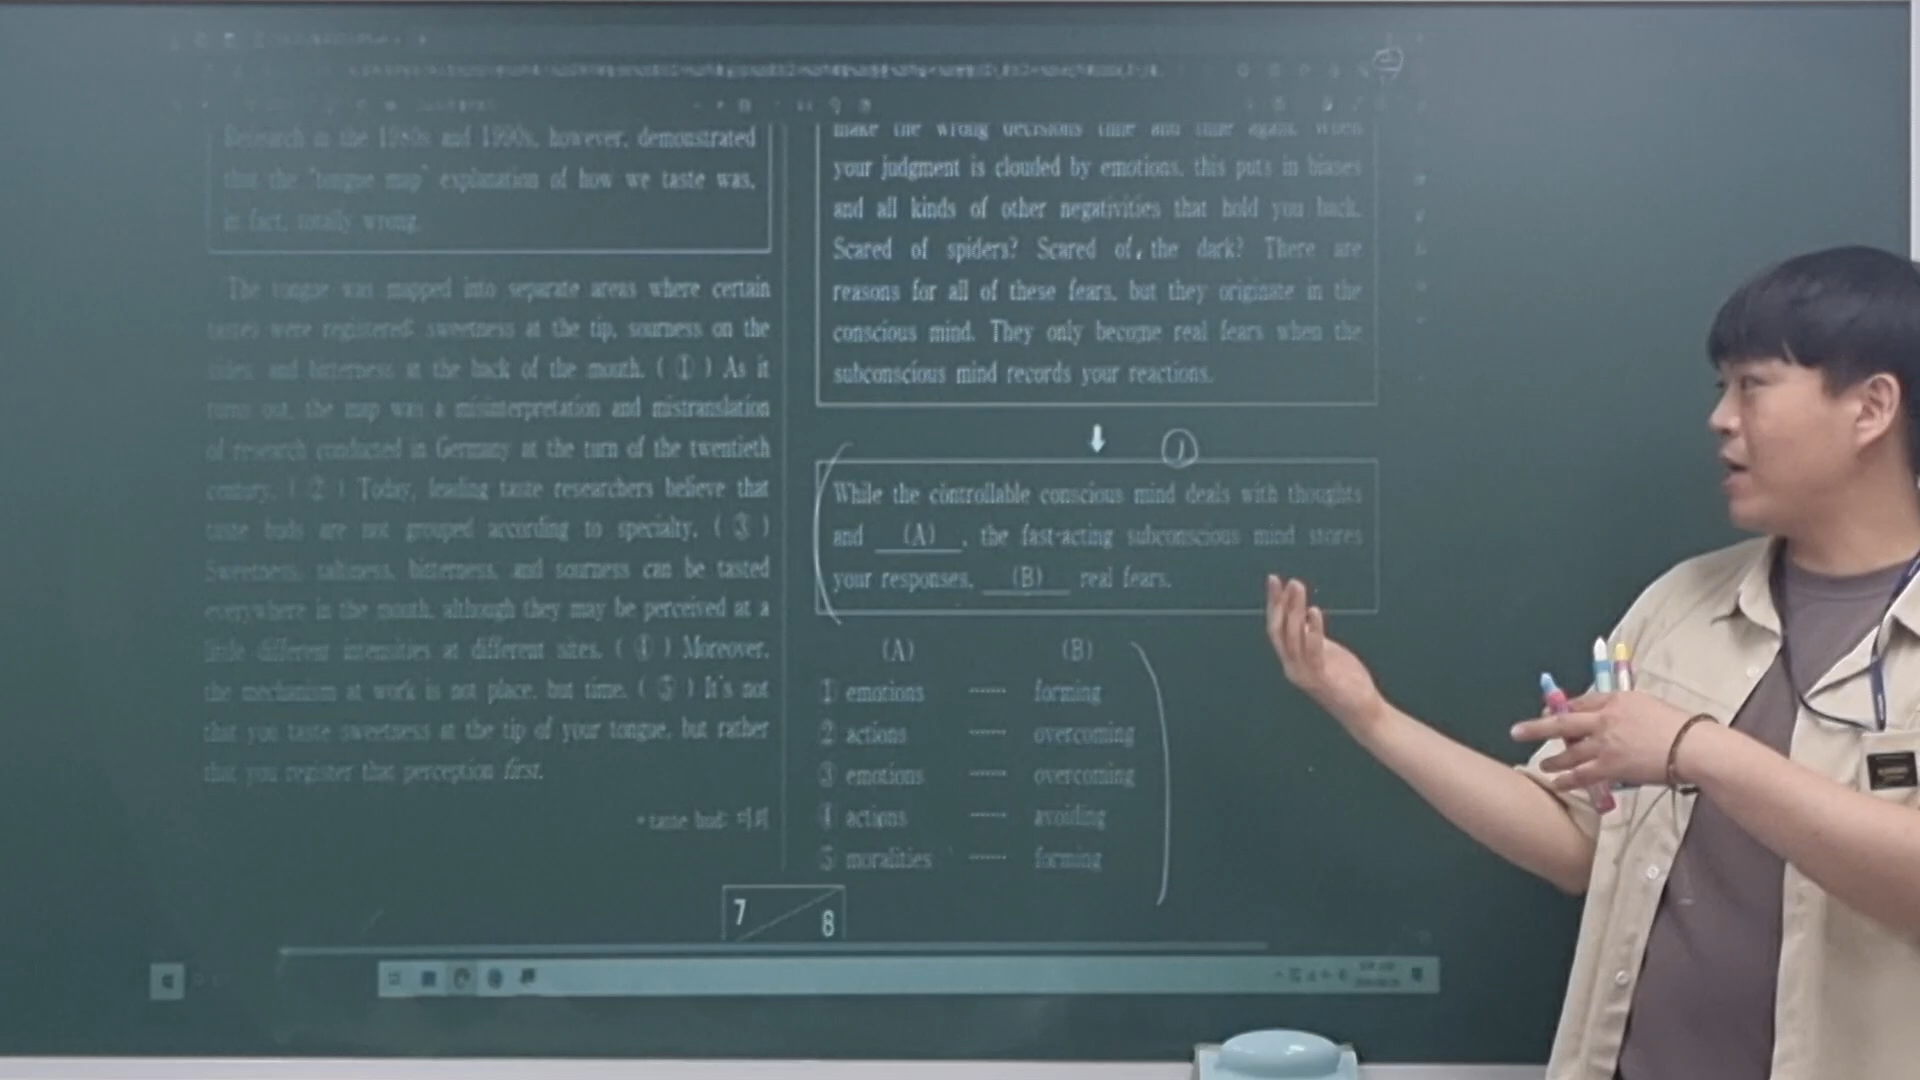 Research in the 1980s and 1990s, however, demonstrated
that the "tongue map" explanation of how we taste was,
in fact, totally wrong.
The tongue was mapped into separate areas where certain
tastes were registered: sweetness at the tip, sourness on the
sides, and bitterness at the back of the mouth. ( ① ) As it
turns out, the map was a misinterpretation and mistranslation
of research conducted in Germany at the turn of the twentieth
century. ( ② ) Today, leading taste researchers believe that
taste buds are not grouped according to specialty. ( ③ )
Sweetness, saltiness, bitterness, and sourness can be tasted
everywhere in the mouth, although they may be perceived at a
little different intensities at different sites. ( ④ ) Moreover,
the mechanism at work is not place, but time. ( ⑤ ) It's not
that you taste sweetness at the tip of your tongue, but rather
that you register that perception first.
* taste bud: 미뢰
make the wrong decisions time and time again. When
your judgment is clouded by emotions, this puts in biases
and all kinds of other negativities that hold you back.
Scared of spiders? Scared of the dark? There are
reasons for all of these fears, but they originate in the
conscious mind. They only become real fears when the
subconscious mind records your reactions.
①
While the controllable conscious mind deals with thoughts
and (A) , the fast-acting subconscious mind stores
your responses, (B) real fears.
(A) (B)
① emotions ······ forming
② actions ······ overcoming
③ emotions ······ overcoming
④ actions ······ avoiding
⑤ moralities ······ forming
7 8